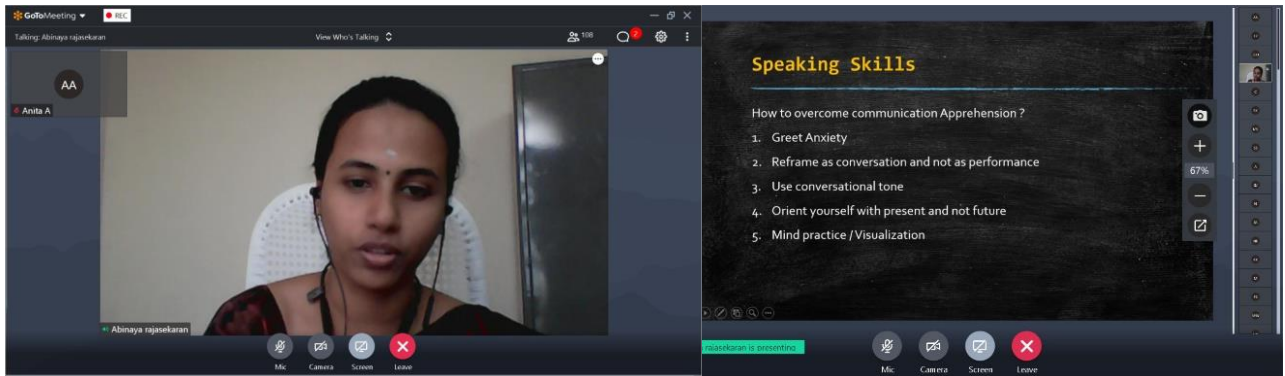 GoToMeeting
REC
Talking: Abinaya rajasekaran
View Who's Talking
108
2
AA
Anita A
Abinaya rajasekaran
Mic
Camera
Screen
Leave
Speaking Skills
How to overcome communication Apprehension ?
1. Greet Anxiety
2. Reframe as conversation and not as performance
3. Use conversational tone
4. Orient yourself with present and not future
5. Mind practice / Visualization
67%
rajasekaran is presenting
Mic
Camera
Screen
Leave